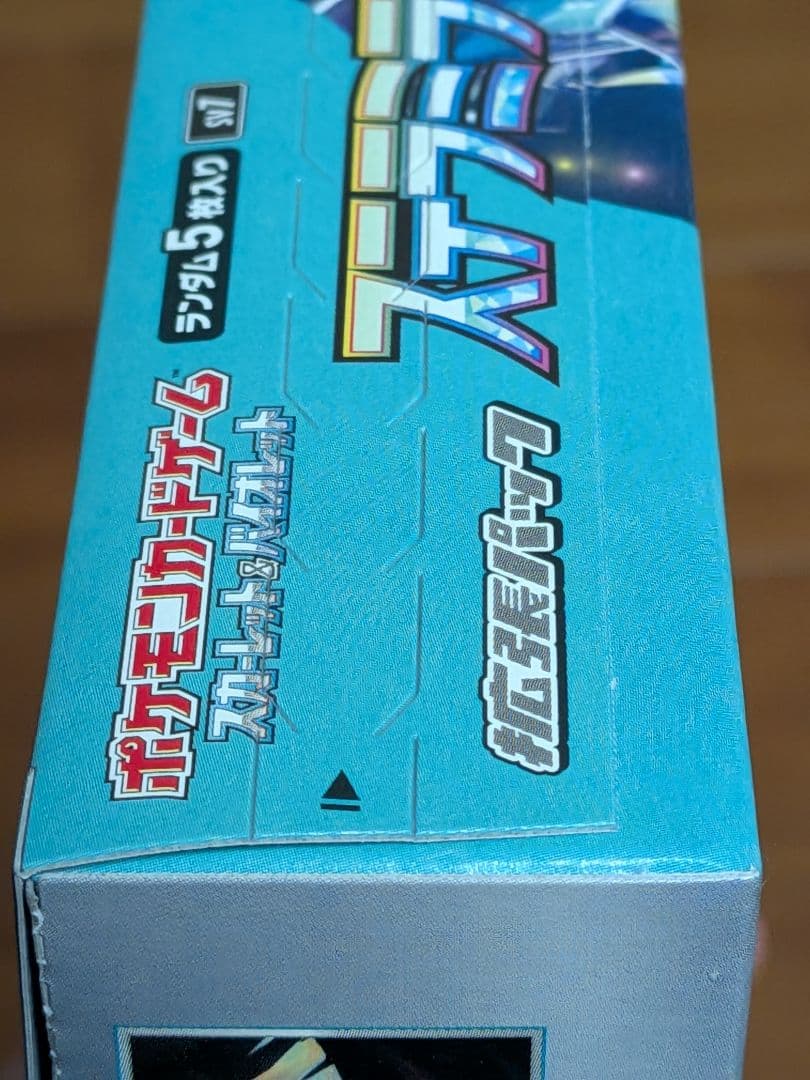 ポケモンカードゲーム™
ランダム5枚入り
SV7
スカーレット&バイオレット
拡張パック
ステラミラ